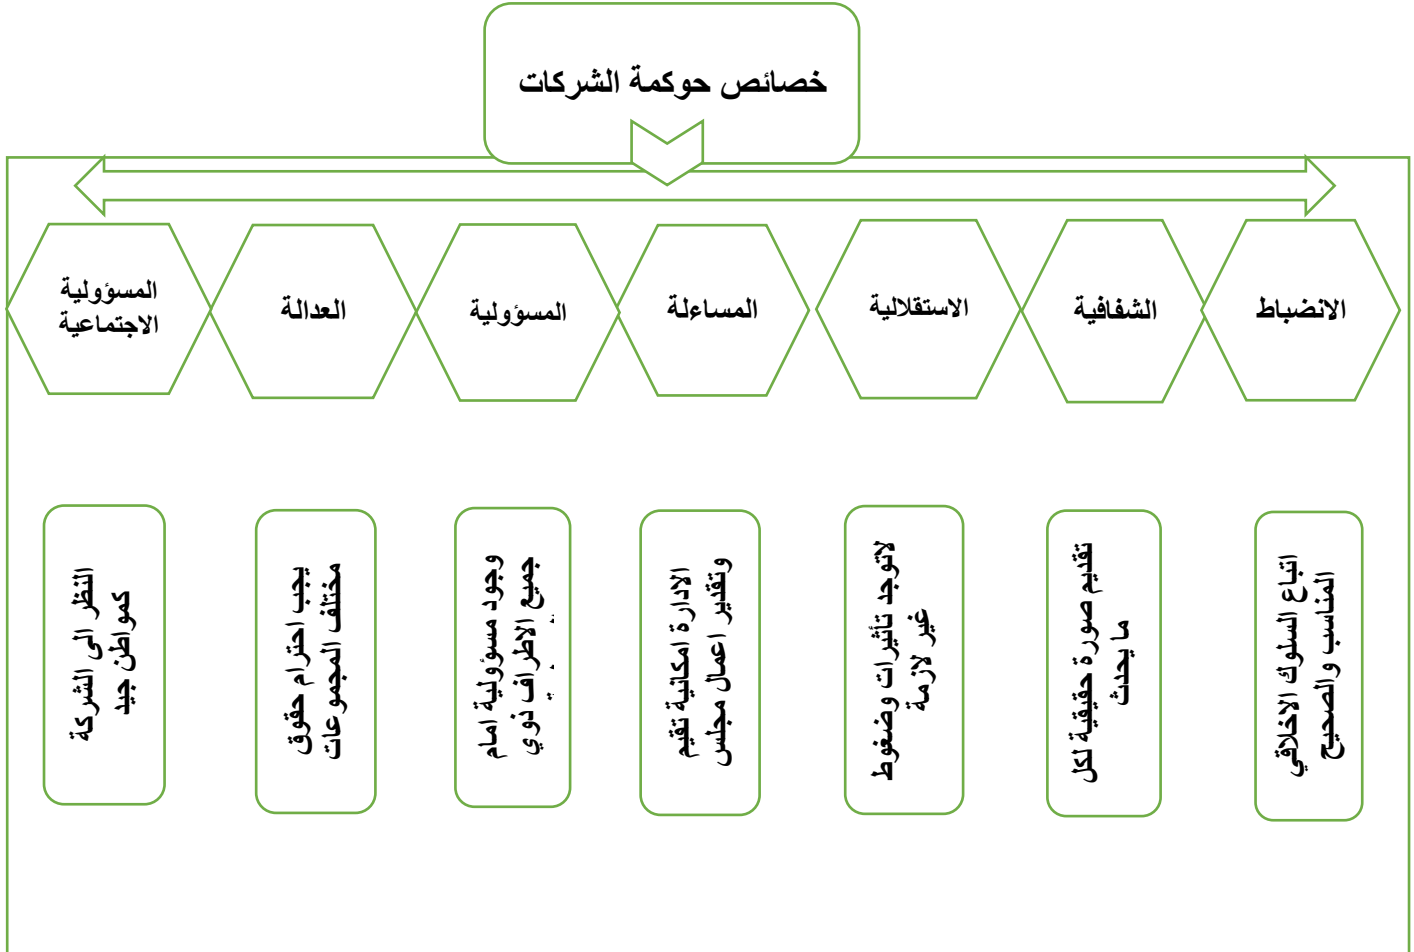 خصائص حوكمة الشركات
الانضباط
الشفافية
الاستقلالية
المساءلة
المسؤولية
العدالة
المسؤولية
الاجتماعية
اتباع السلوك الاخلاقي
المناسب والصحيح
تقديم صورة حقيقية لكل
ما يحدث
لاتوجد تأثيرات وضغوط
غير لازمة
الادارة امكانية تقيم
وتقدير اعمال مجلس
وجود مسؤولية امام
جميع الاطراف ذوي
يجب احترام حقوق
مختلف المجموعات
النظر الى الشركة
كمواطن جيد